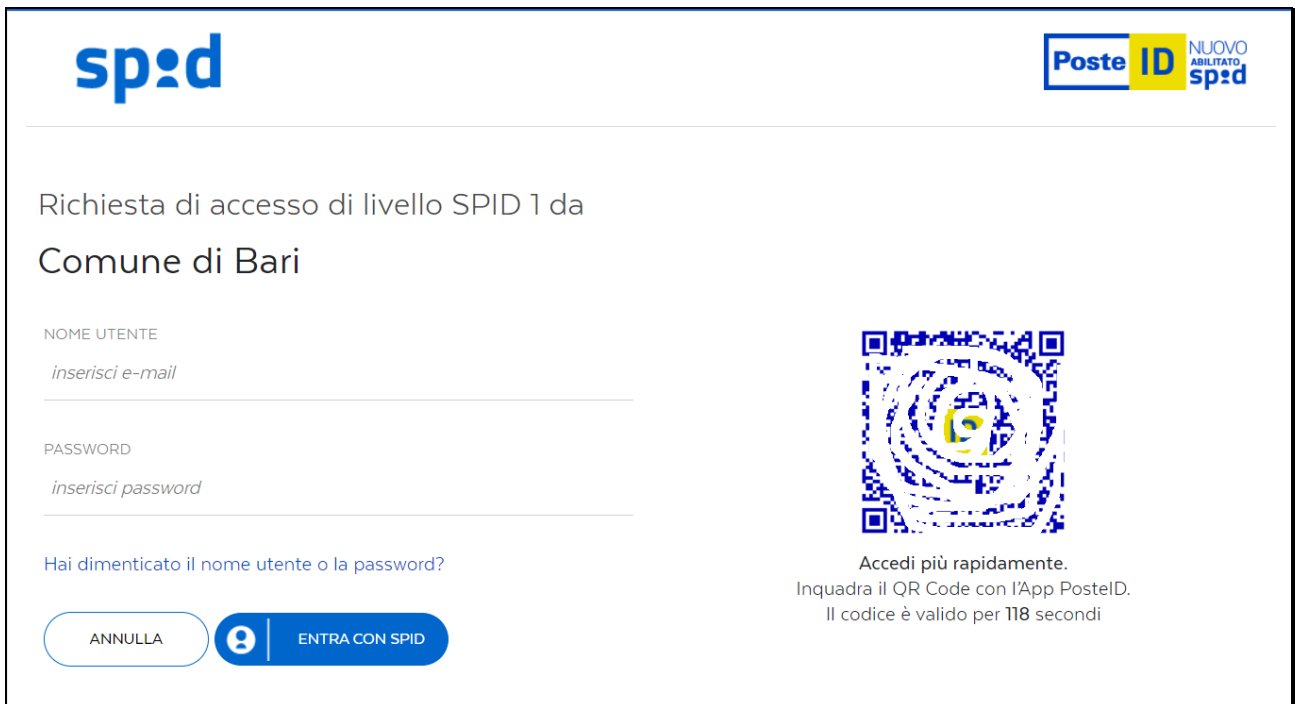 spid
Poste ID NUOVO
ABILITATO
spid
Richiesta di accesso di livello SPID 1 da
Comune di Bari
NOME UTENTE
inserisci e-mail
PASSWORD
inserisci password
Hai dimenticato il nome utente o la password?
ANNULLA
ENTRA CON SPID
Accedi più rapidamente.
Inquadra il QR Code con l'App PosteID.
Il codice è valido per 118 secondi